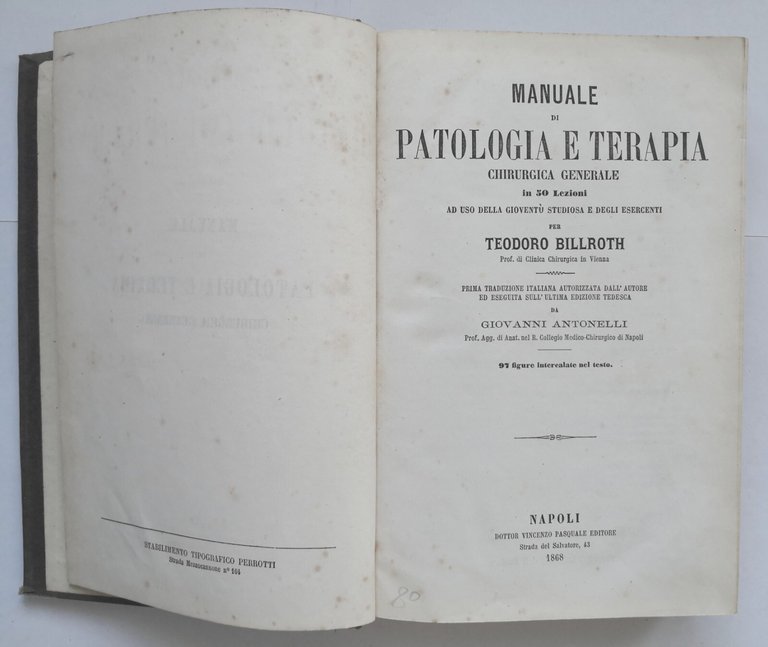 STABILIMENTO TIPOGRAFICO PERROTTI
Strada Mezzocannone n° 104
MANUALE
DI
PATOLOGIA E TERAPIA
CHIRURGICA GENERALE
in 50 Lezioni
AD USO DELLA GIOVENTÙ STUDIOSA E DEGLI ESERCENTI
PER
TEODORO BILLROTH
Prof. di Clinica Chirurgica in Vienna
PRIMA TRADUZIONE ITALIANA AUTORIZZATA DALL'AUTORE
ED ESEGUITA SULL'ULTIMA EDIZIONE TEDESCA
DA
GIOVANNI ANTONELLI
Prof. Agg. di Anat. nel R. Collegio Medico-Chirurgico di Napoli
97 figure intercalate nel testo.
NAPOLI
DOTTOR VINCENZO PASQUALE EDITORE
Strada del Salvatore, 43
1868
80